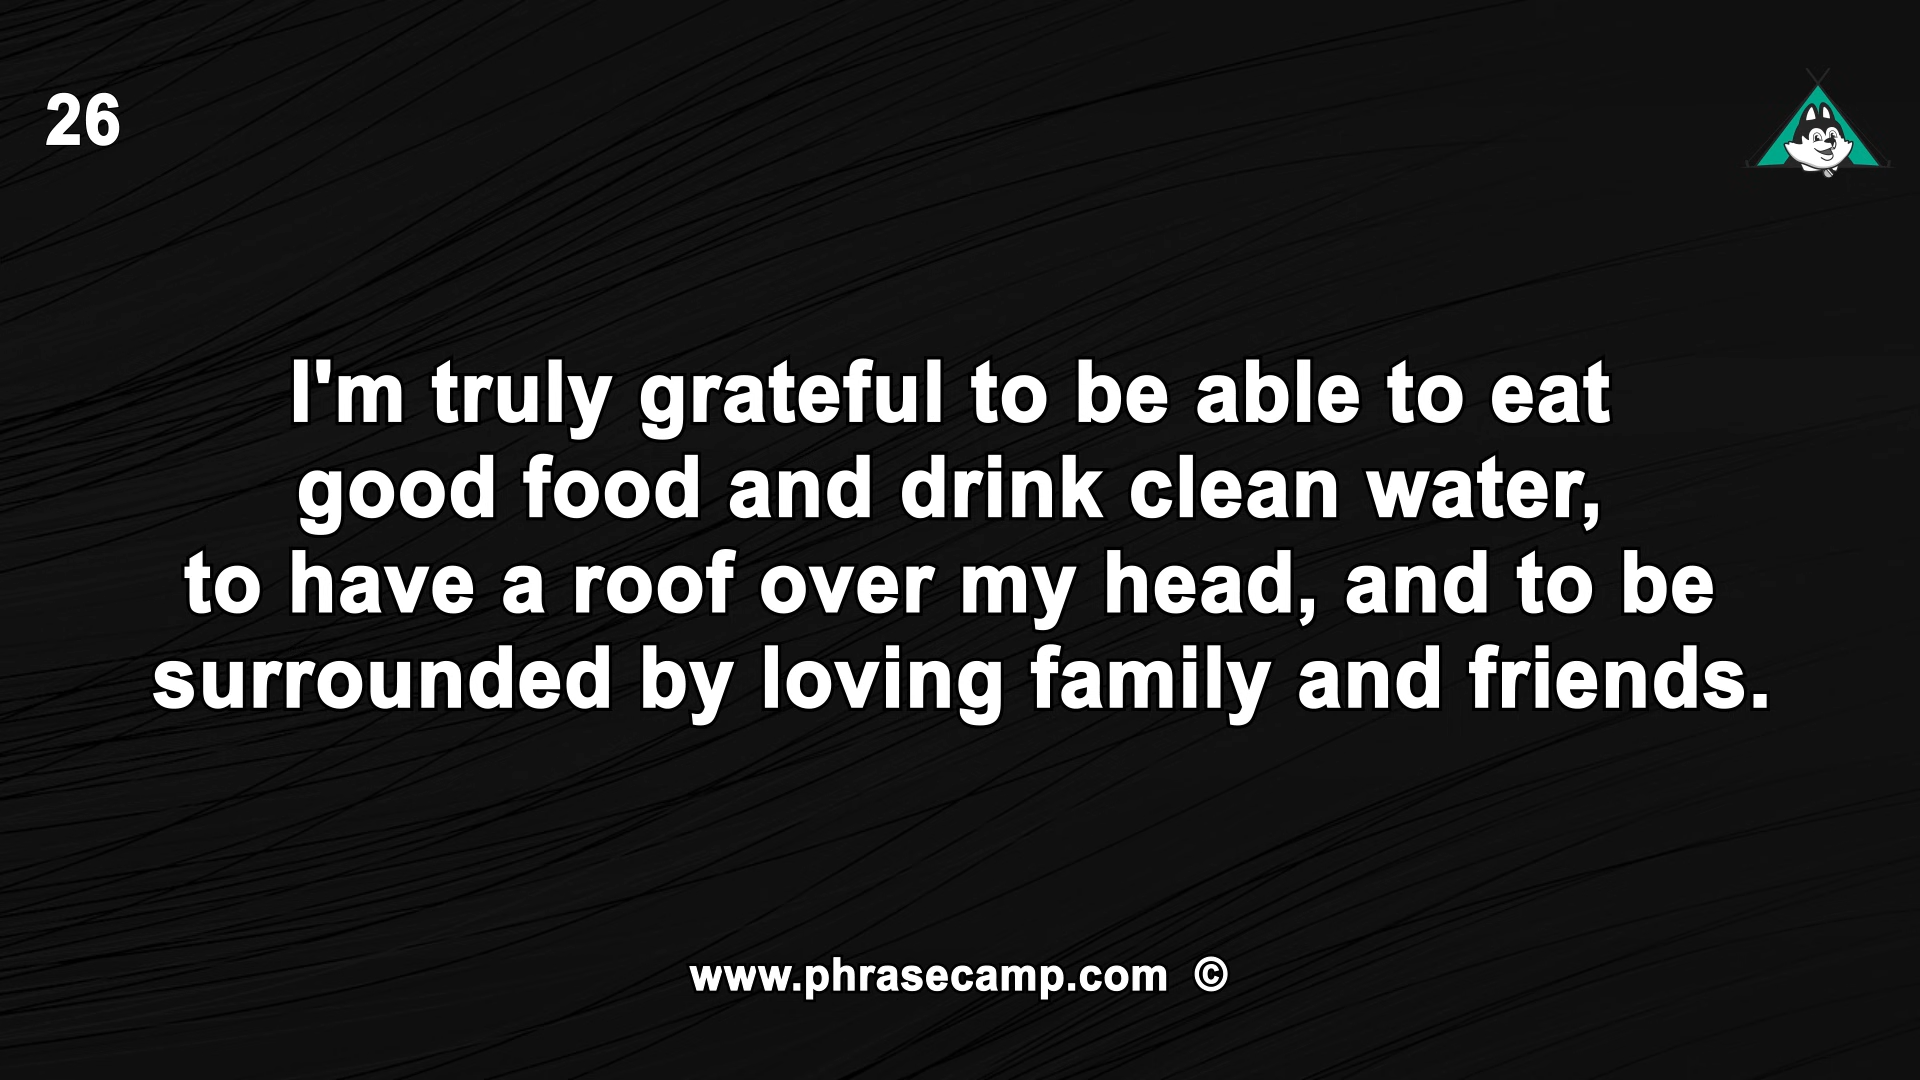 26
I'm truly grateful to be able to eat
good food and drink clean water,
to have a roof over my head, and to be
surrounded by loving family and friends.
www.phrasecamp.com ©